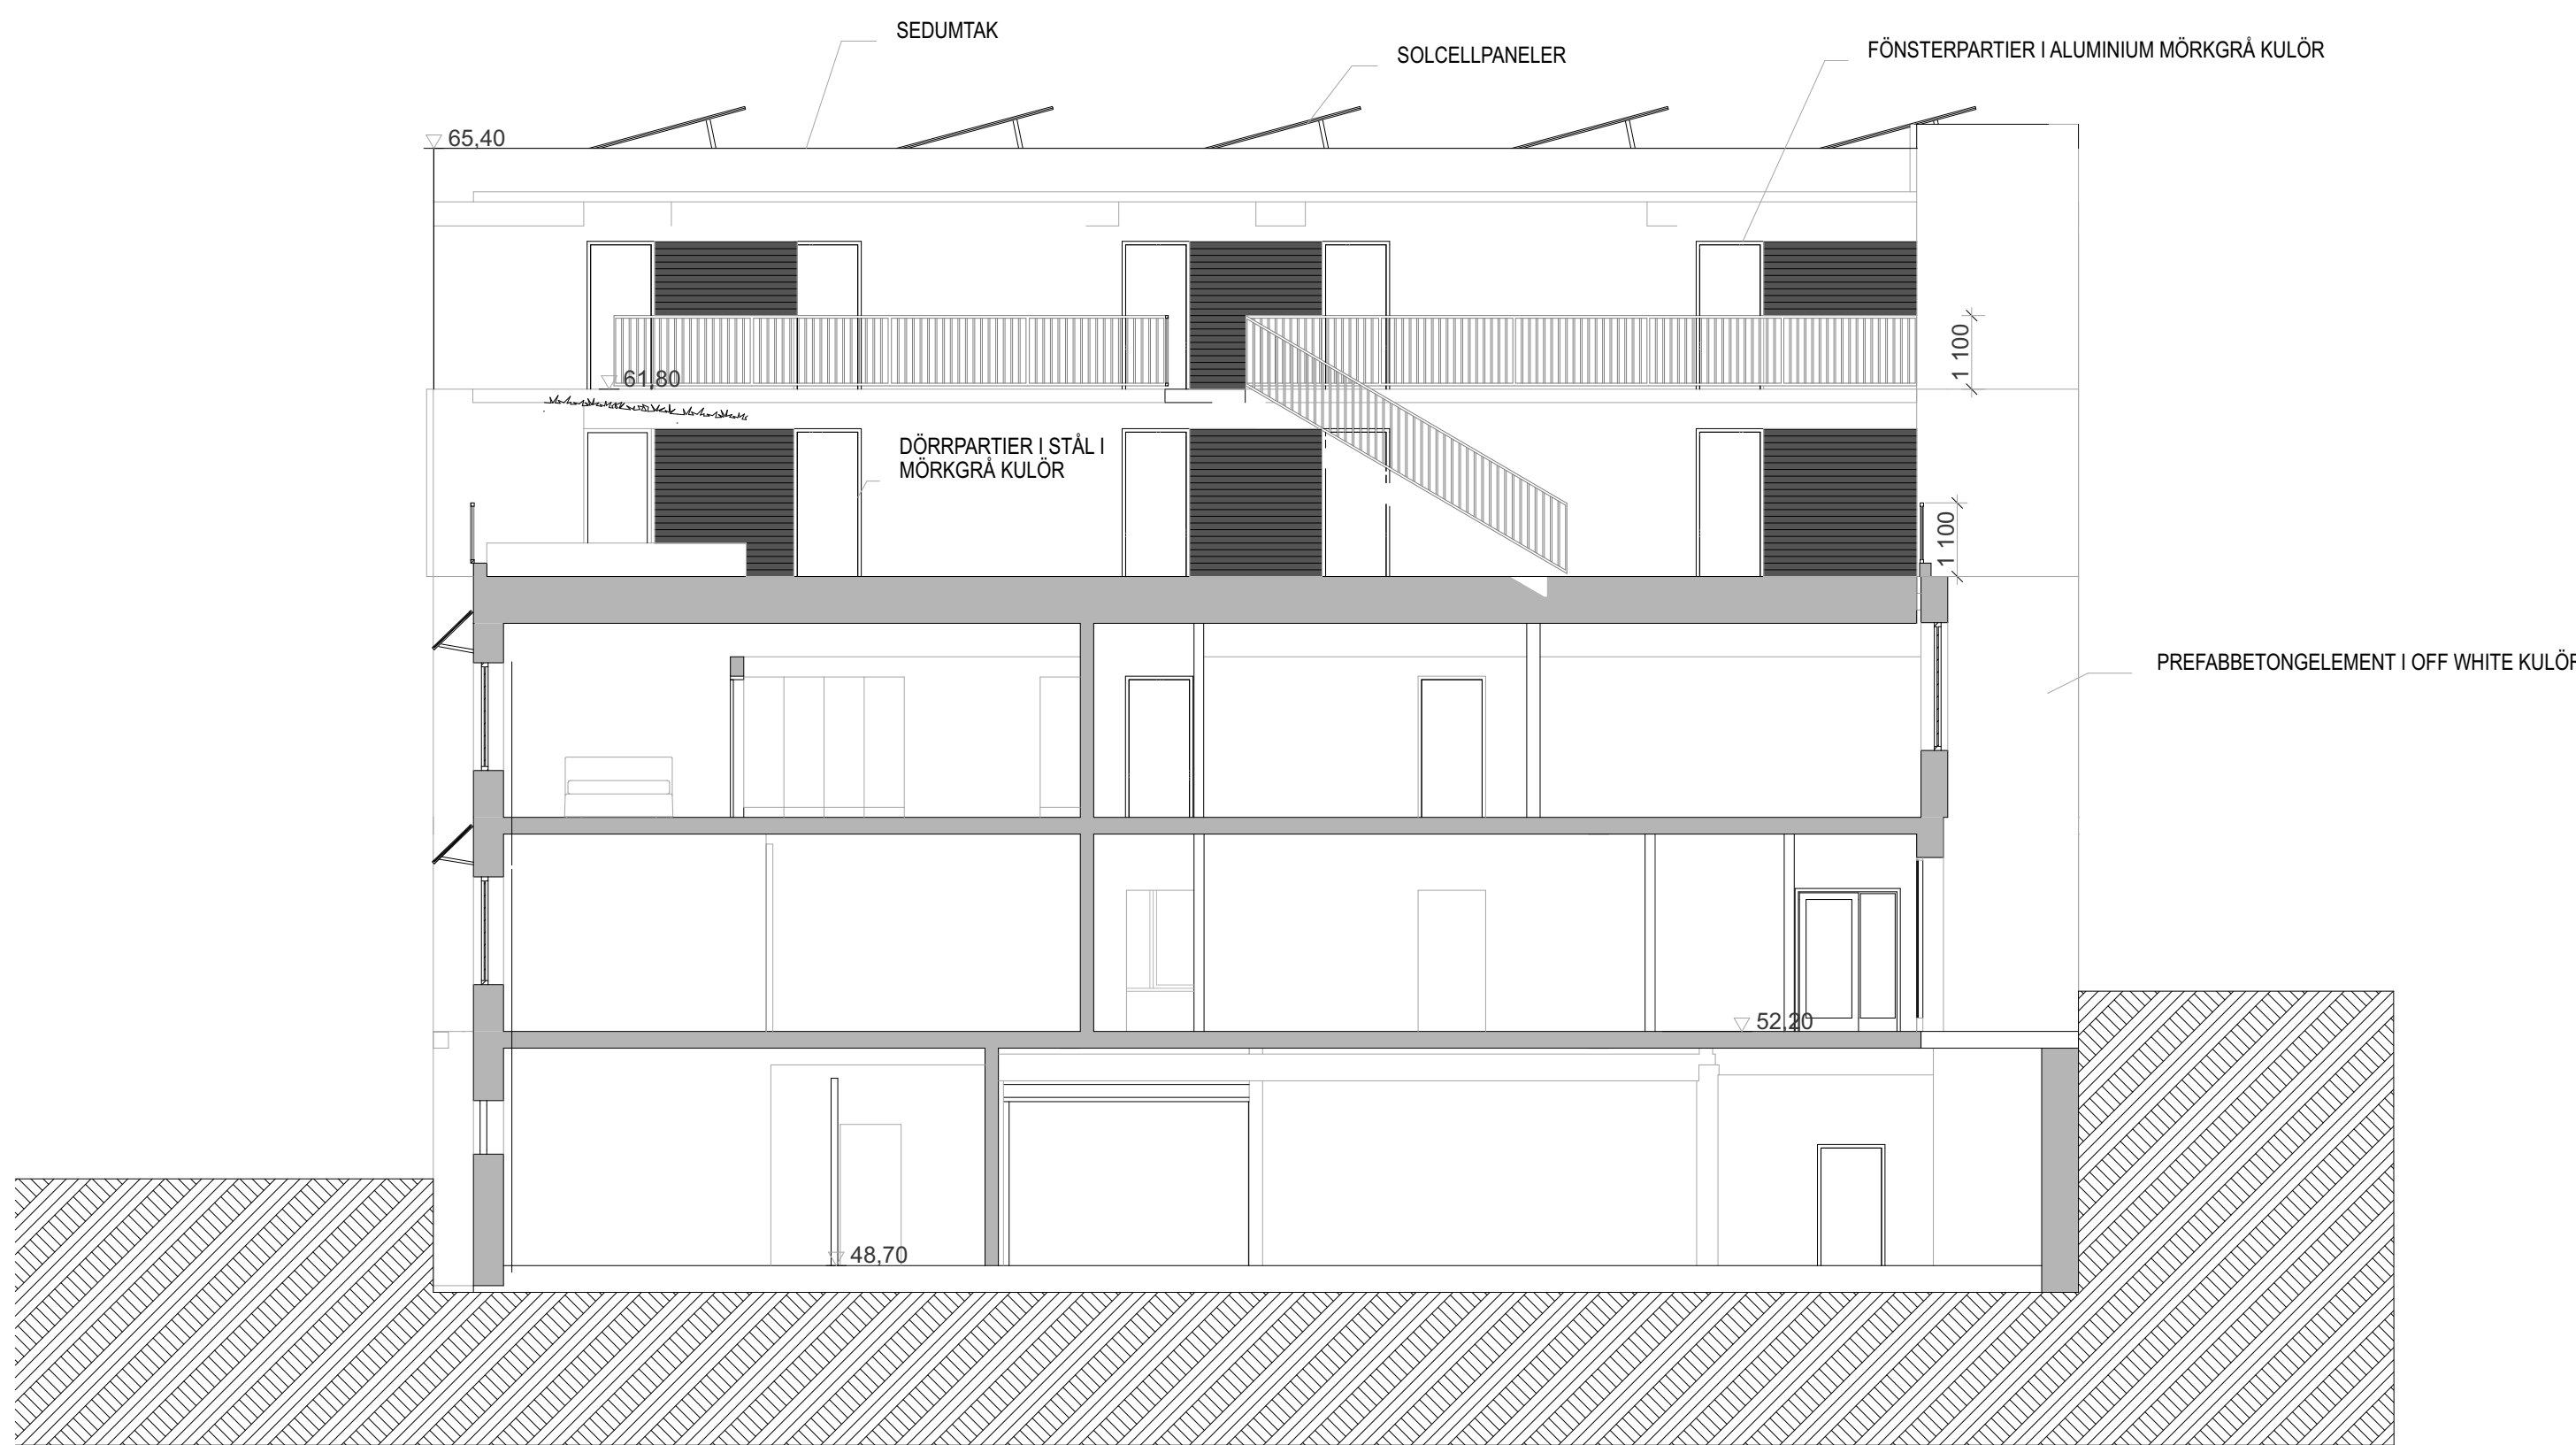 SEDUMTAK
SOLCELLPANELER
FÖNSTERPARTIER I ALUMINIUM MÖRKGRÅ KULÖR
65,40
1 100
61,80
DÖRRPARTIER I STÅL I
MÖRKGRÅ KULÖR
1 100
PREFABBETONGELEMENT I OFF WHITE KULÖR
52,20
48,70